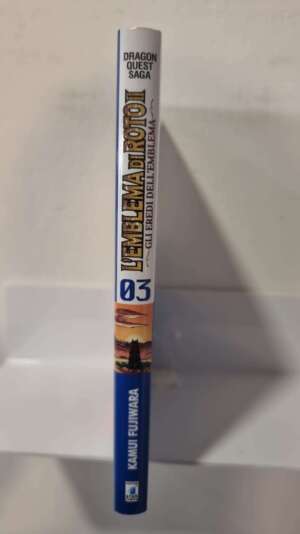 DRAGON
QUEST
SAGA
L'EMBLEMA DI ROTO II
GLI EREDI DELL'EMBLEMA
03
KAMUI FUJIWARA